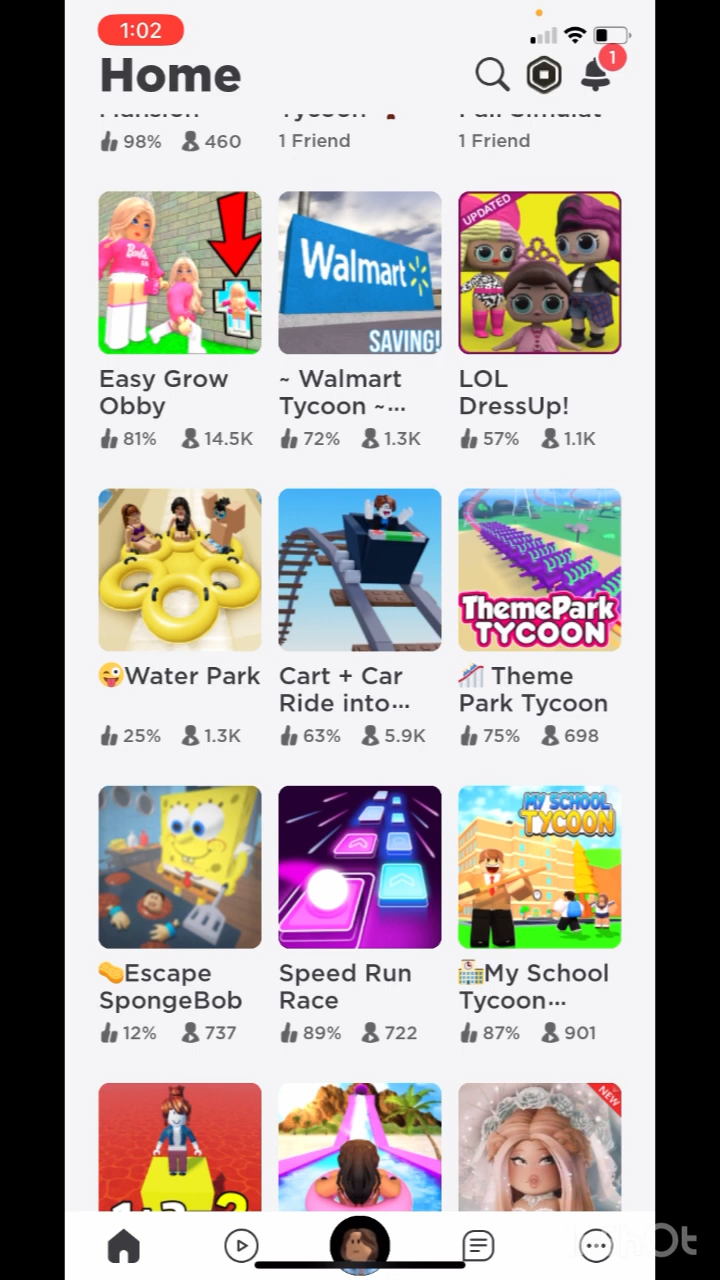 1:02
Home
1
98% 460
1 Friend
1 Friend
Barbie
Walmart
SAVING!
UPDATED
Easy Grow
Obby
~ Walmart
Tycoon ~...
LOL
DressUp!
81% 14.5K
72% 1.3K
57% 1.1K
ThemePark
TYCOON
😜Water Park
Cart + Car
Ride into...
🎢 Theme
Park Tycoon
25% 1.3K
63% 5.9K
75% 698
MY SCHOOL
TYCOON
🧽Escape
SpongeBob
Speed Run
Race
🏫My School
Tycoon...
12% 737
89% 722
87% 901
NEW